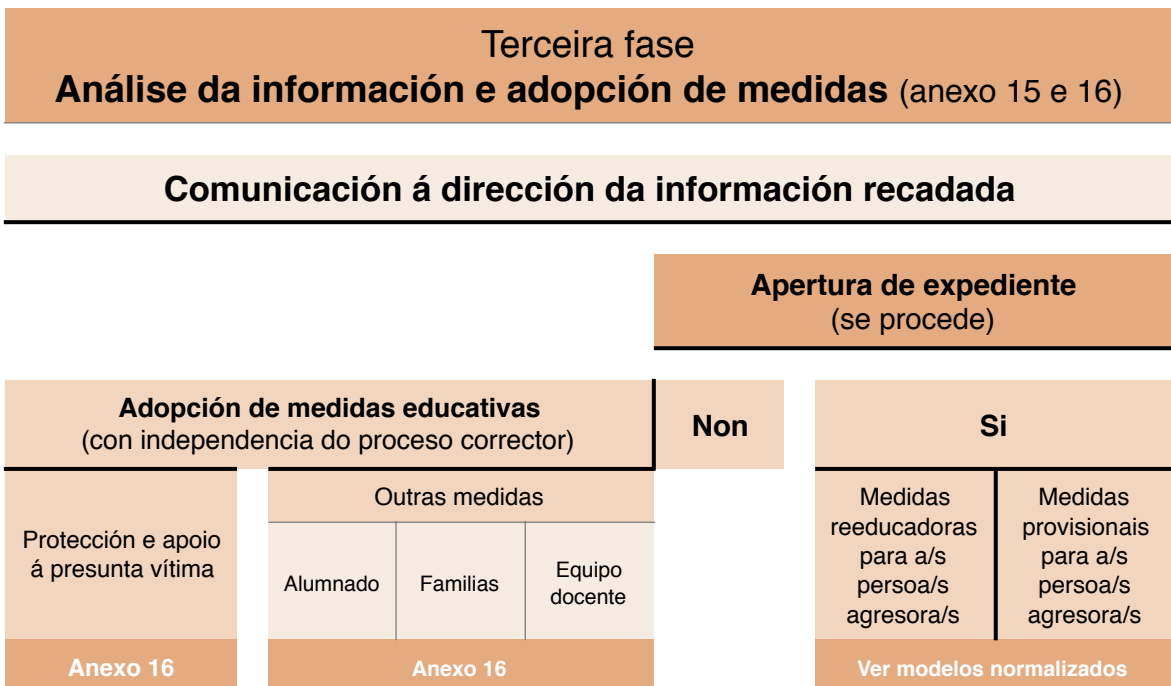 Terceira fase
Análise da información e adopción de medidas (anexo 15 e 16)
Comunicación á dirección da información recadada
Apertura de expediente
(se procede)
Adopción de medidas educativas
(con independencia do proceso corrector)
Non
Si
Protección e apoio
á presunta vítima
Outras medidas
Alumnado
Familias
Equipo
docente
Medidas
reeducadoras
para a/s
persoa/s
agresora/s
Medidas
provisionais
para a/s
persoa/s
agresora/s
Anexo 16
Anexo 16
Ver modelos normalizados